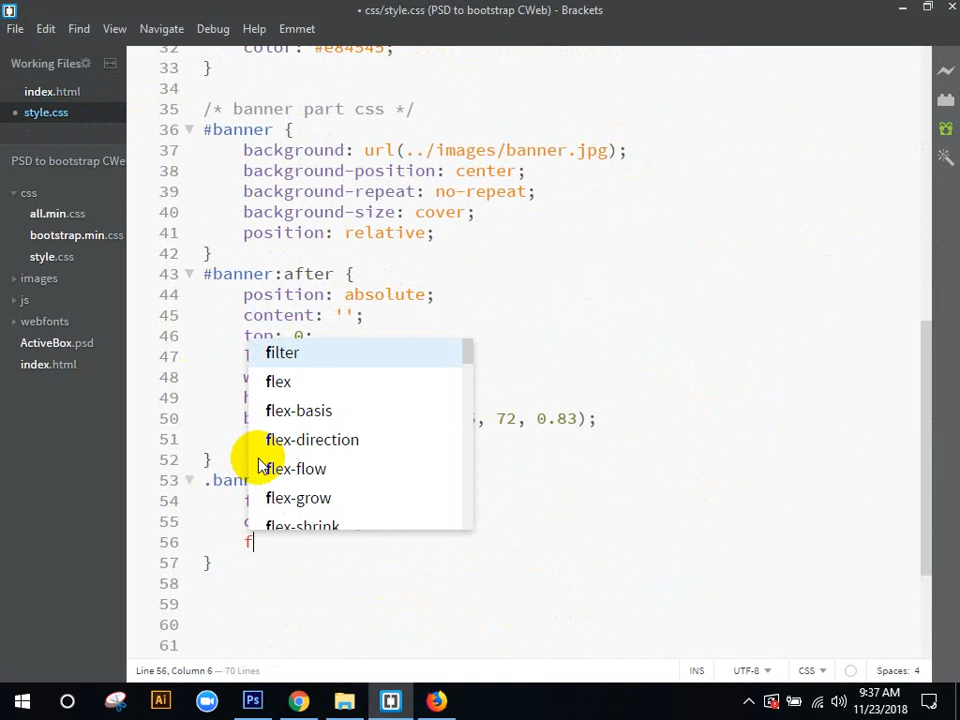 • css/style.css (PSD to bootstrap CWeb) - Brackets
File Edit Find View Navigate Debug Help Emmet
Working Files
index.html
style.css
PSD to bootstrap CWe
css
all.min.css
bootstrap.min.css
style.css
images
js
webfonts
ActiveBox.psd
index.html
32 color: #e84545;
33 }
34
35 /* banner part css */
36 #banner {
37 background: url(../images/banner.jpg);
38 background-position: center;
39 background-repeat: no-repeat;
40 background-size: cover;
41 position: relative;
42 }
43 #banner:after {
44 position: absolute;
45 content: '';
46 top: 0;
47
48
49
50 , 72, 0.83);
51
52 }
53 .ban
54
55
56 f
57 }
58
59
60
61
filter
flex
flex-basis
flex-direction
flex-flow
flex-grow
flex-shrink
Line 56, Column 6 — 70 Lines
INS UTF-8 CSS Spaces: 4
9:37 AM
11/23/2018